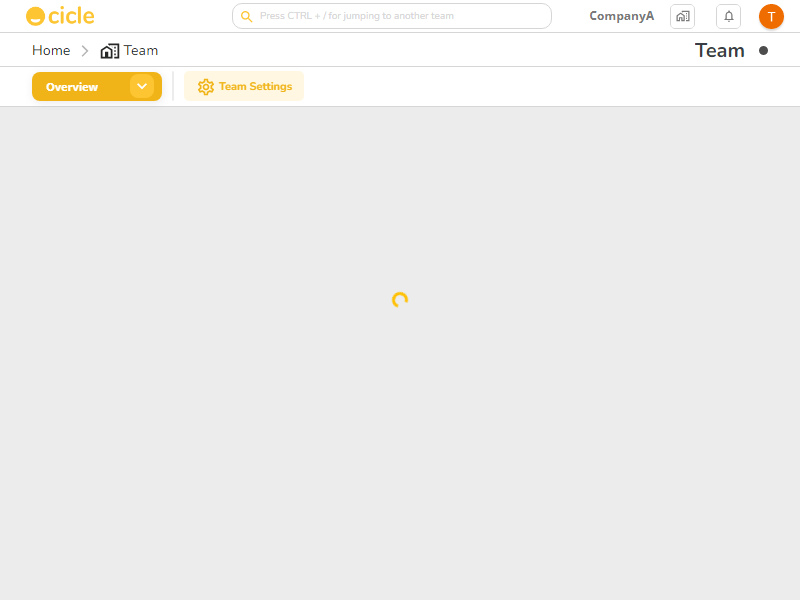 cicle
Press CTRL + / for jumping to another team
CompanyA
T
Home
Team
Team
Overview
Team Settings